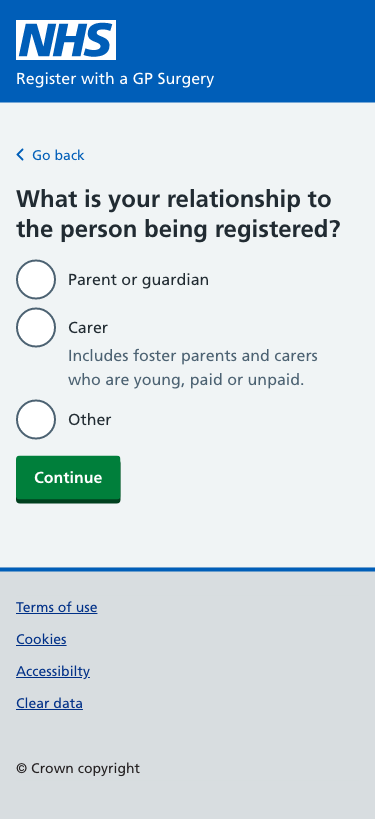 NHS
Register with a GP Surgery
Go back
What is your relationship to
the person being registered?
Parent or guardian
Carer
Includes foster parents and carers
who are young, paid or unpaid.
Other
Continue
Terms of use
Cookies
Accessibilty
Clear data
© Crown copyright